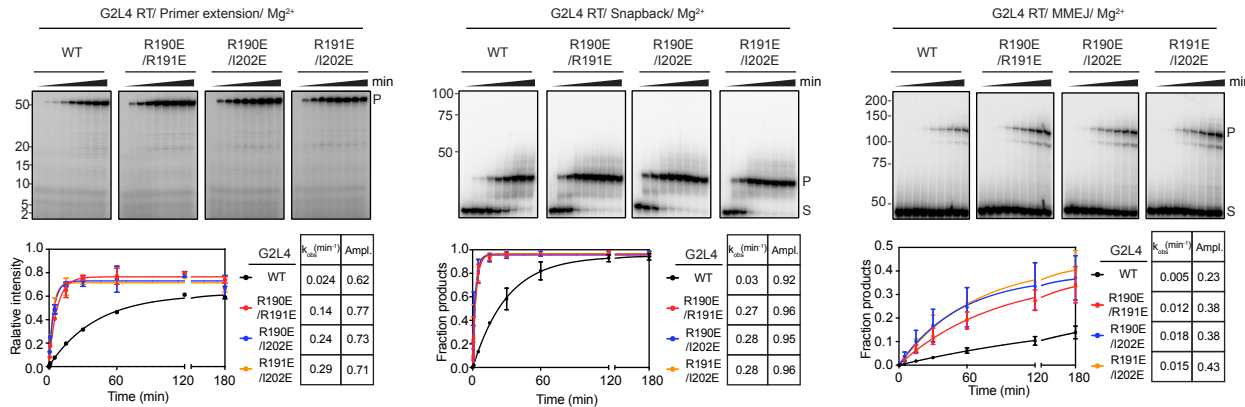 G2L4 RT/ Primer extension/ Mg²⁺
WT
R190E
/R191E
R190E
/I202E
R191E
/I202E
min
50
20
10
5
2
P
Ralative intensity
1.0
0.8
0.6
0.4
0.2
0.0
0
60
120
180
Time (min)
G2L4
k obs (min⁻¹)
Ampl.
WT
0.024
0.62
R190E
/R191E
0.14
0.77
R190E
/I202E
0.24
0.73
R191E
/I202E
0.29
0.71
G2L4 RT/ Snapback/ Mg²⁺
WT
R190E
/R191E
R190E
/I202E
R191E
/I202E
min
100
50
P
S
Fraction products
1.0
0.8
0.6
0.4
0.2
0.0
0
60
120
180
Time (min)
G2L4
k obs (min⁻¹)
Ampl.
WT
0.03
0.92
R190E
/R191E
0.27
0.96
R190E
/I202E
0.28
0.95
R191E
/I202E
0.28
0.96
G2L4 RT/ MMEJ/ Mg²⁺
WT
R190E
/R191E
R190E
/I202E
R191E
/I202E
min
200
150
100
75
50
P
S
Fraction products
0.5
0.4
0.3
0.2
0.1
0.0
0
60
120
180
Time (min)
G2L4
k obs (min⁻¹)
Ampl.
WT
0.005
0.23
R190E
/R191E
0.012
0.38
R190E
/I202E
0.018
0.38
R191E
/I202E
0.015
0.43